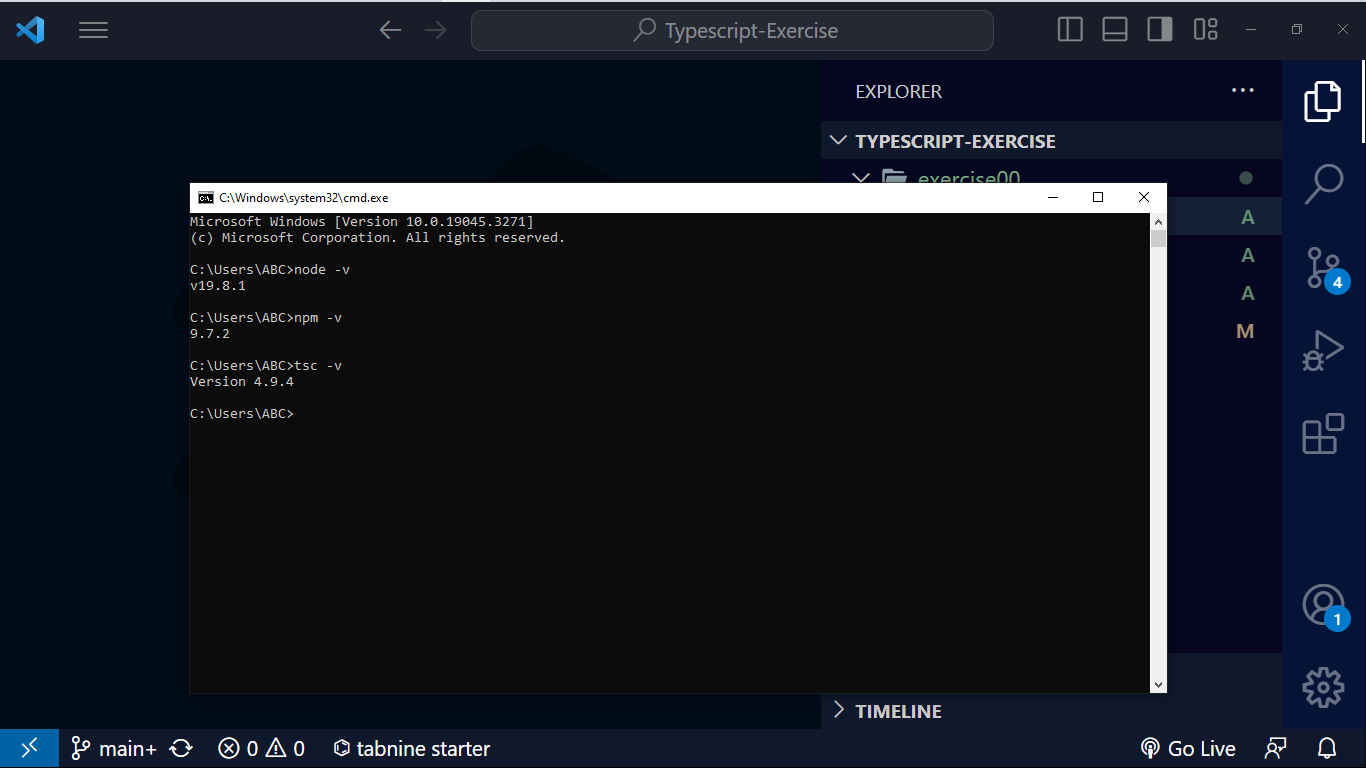 Typescript-Exercise
EXPLORER
TYPESCRIPT-EXERCISE
exercise00
A
A
A
M
C:\Windows\system32\cmd.exe
Microsoft Windows [Version 10.0.19045.3271]
(c) Microsoft Corporation. All rights reserved.
C:\Users\ABC>node -v
v19.8.1
C:\Users\ABC>npm -v
9.7.2
C:\Users\ABC>tsc -v
Version 4.9.4
C:\Users\ABC>
4
1
TIMELINE
main+ 0 0 tabnine starter Go Live